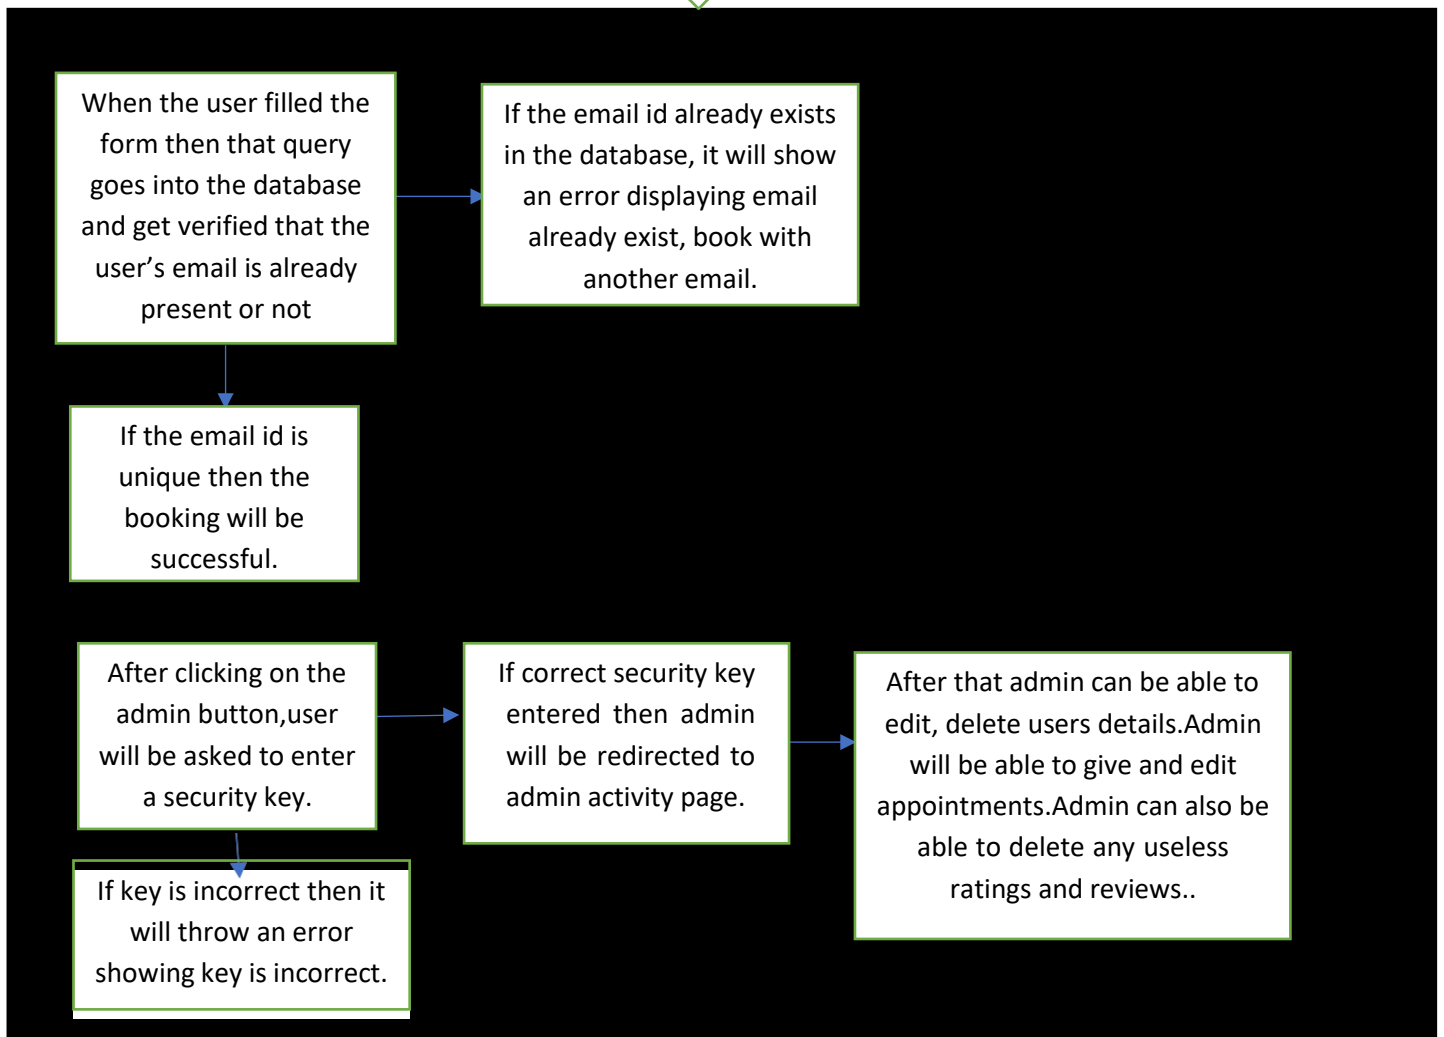 When the user filled the
form then that query
goes into the database
and get verified that the
user’s email is already
present or not
If the email id already exists
in the database, it will show
an error displaying email
already exist, book with
another email.
If the email id is
unique then the
booking will be
successful.
After clicking on the
admin button,user
will be asked to enter
a security key.
If correct security key
entered then admin
will be redirected to
admin activity page.
After that admin can be able to
edit, delete users details.Admin
will be able to give and edit
appointments.Admin can also be
able to delete any useless
ratings and reviews..
If key is incorrect then it
will throw an error
showing key is incorrect.